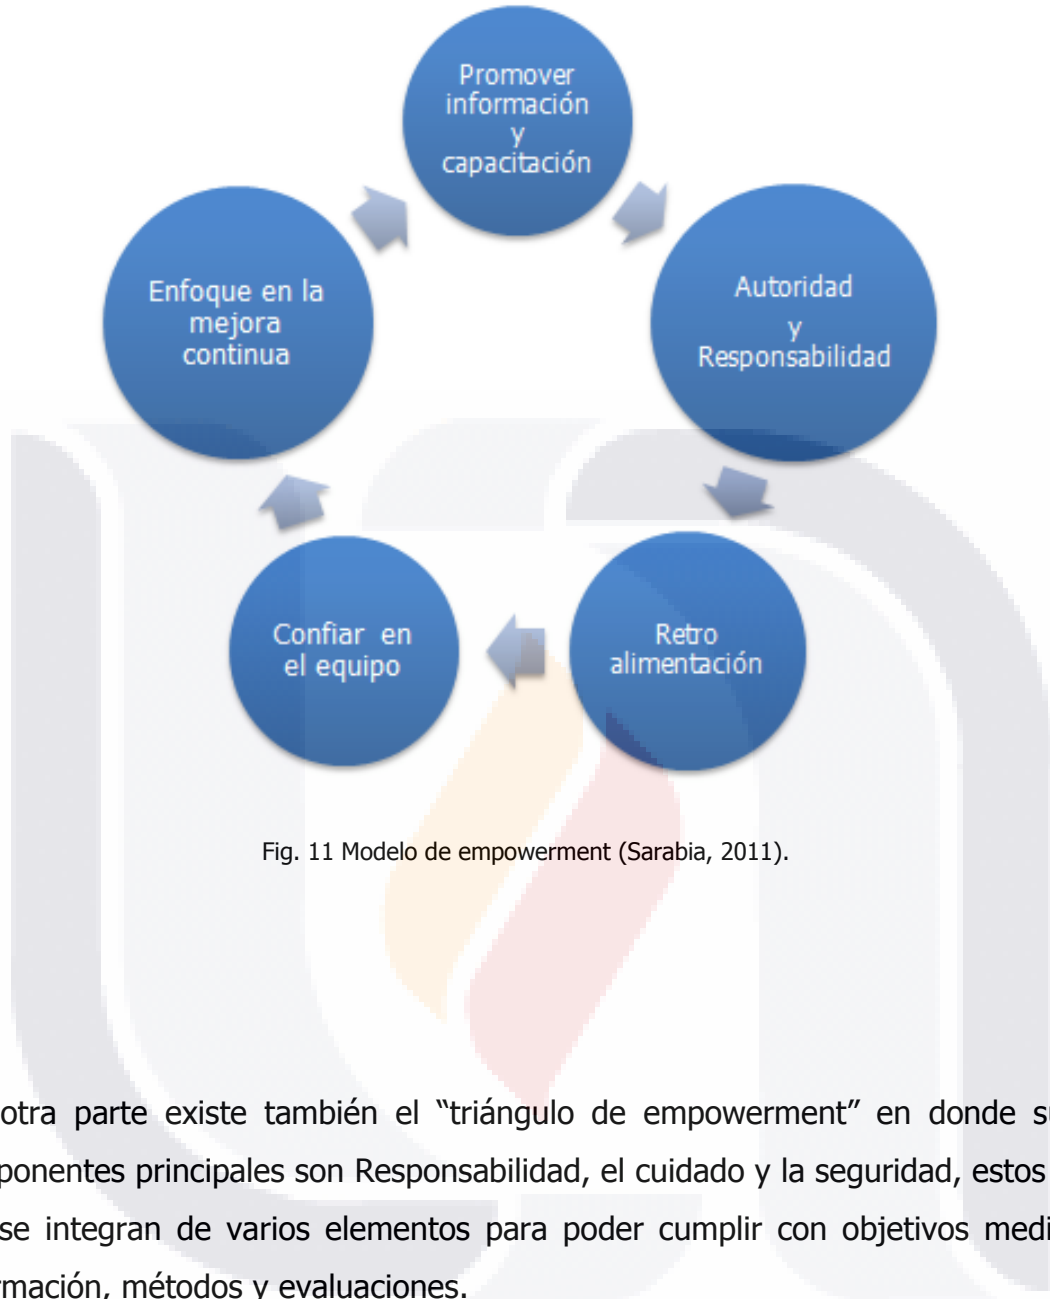 Promover
información
y
capacitación
Autoridad
y
Responsabilidad
Retro
alimentación
Confiar en
el equipo
Enfoque en la
mejora
continua
Fig. 11 Modelo de empowerment (Sarabia, 2011).
otra parte existe también el “triángulo de empowerment” en donde su
ponentes principales son Responsabilidad, el cuidado y la seguridad, estos
se integran de varios elementos para poder cumplir con objetivos medi
rmación, métodos y evaluaciones.